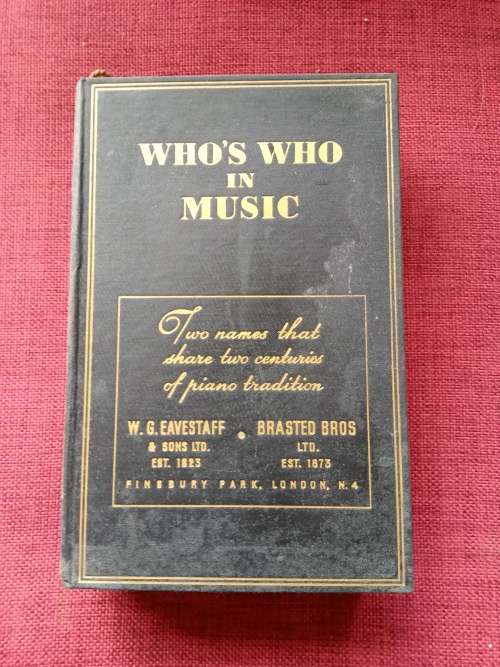 WHO'S WHO
IN
MUSIC
Two names that
share two centuries
of piano tradition
W. G. EAVESTAFF • BRASTED BROS
& SONS LTD. LTD.
EST. 1823 EST. 1873
FINSBURY PARK, LONDON, N.4